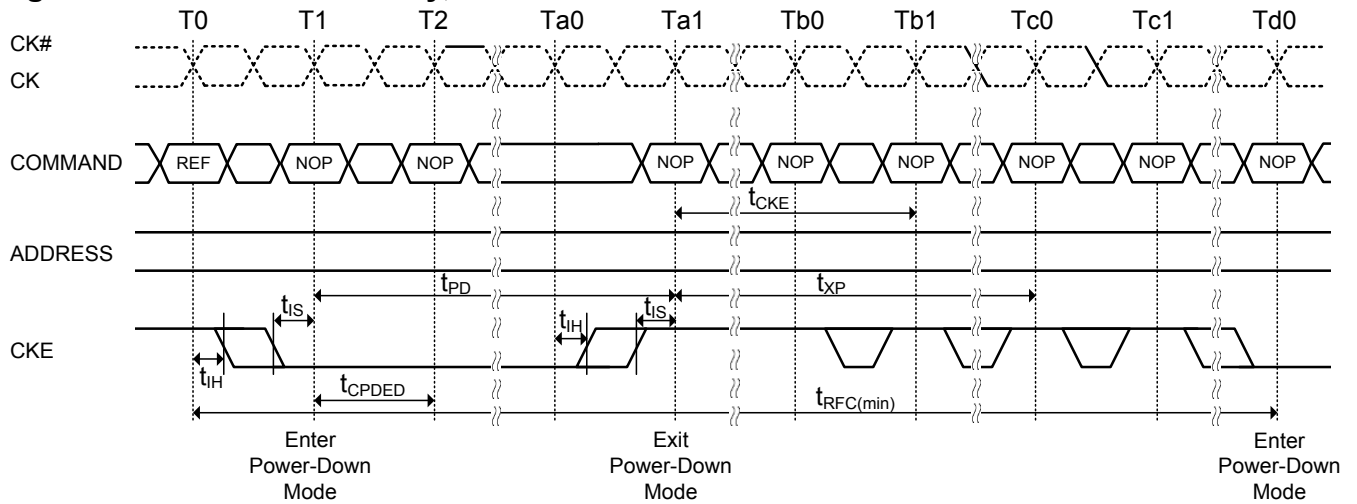 T0 T1 T2 Ta0 Ta1 Tb0 Tb1 Tc0 Tc1 Td0
CK#
CK
COMMAND REF NOP NOP NOP NOP NOP NOP NOP NOP
tCKE
ADDRESS
tPD tXP
tIS tIH tIS
CKE
tIH tCPDED tRFC(min)
Enter Power-Down Mode
Exit Power-Down Mode
Enter Power-Down Mode